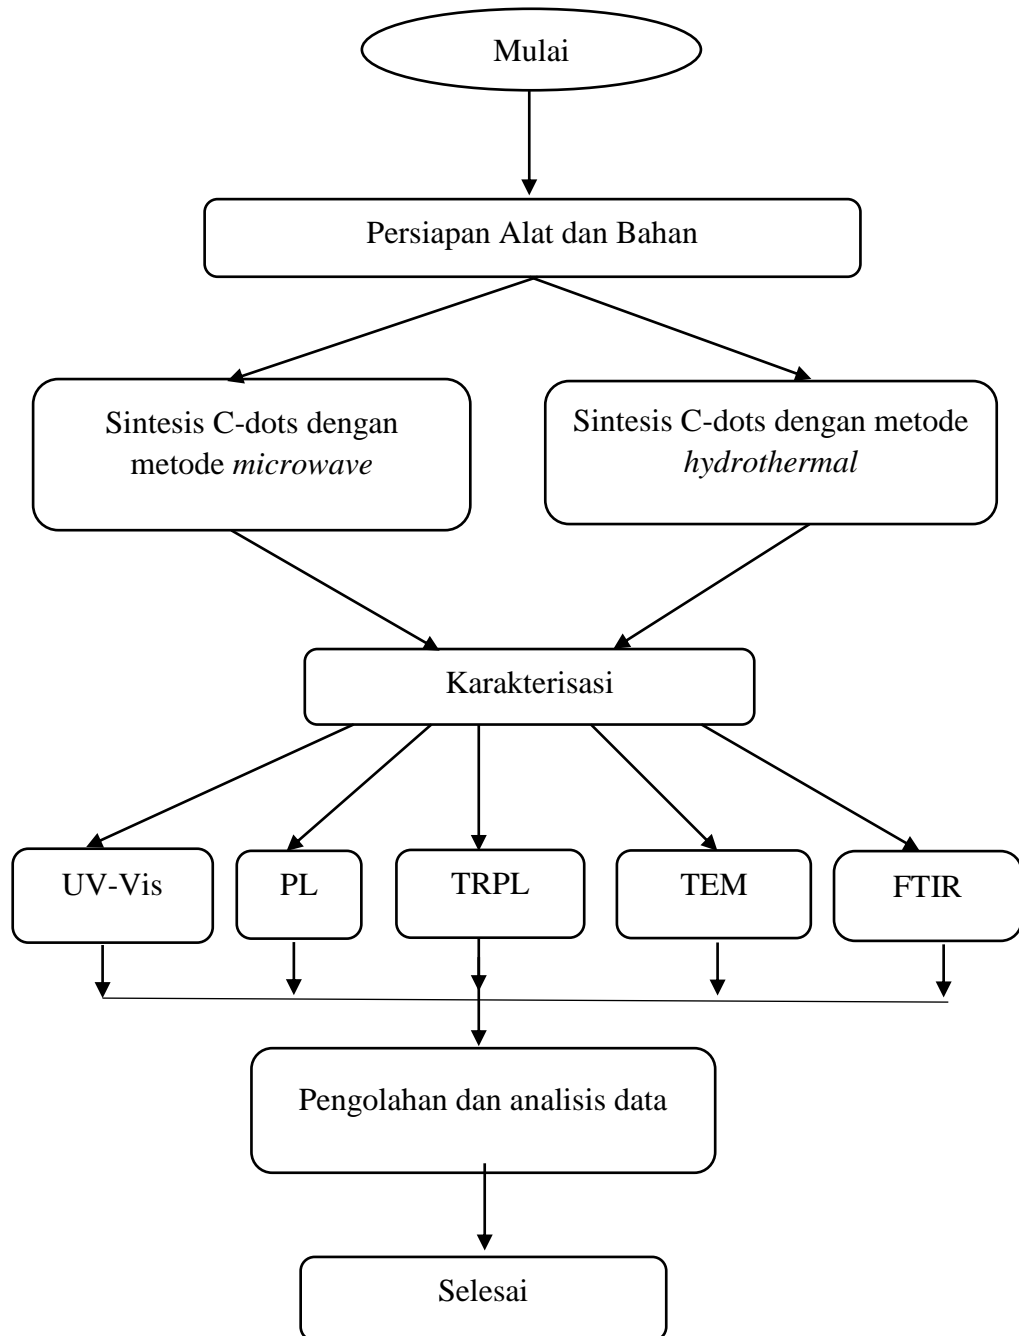 Mulai
Persiapan Alat dan Bahan
Sintesis C-dots dengan
metode microwave
Sintesis C-dots dengan metode
hydrothermal
Karakterisasi
UV-Vis
PL
TRPL
TEM
FTIR
Pengolahan dan analisis data
Selesai